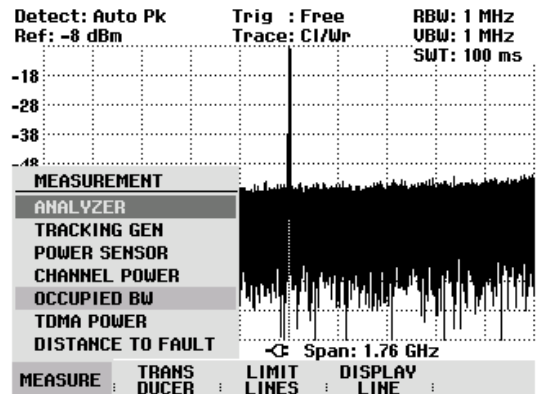 Detect: Auto Pk Trig : Free RBW: 1 MHz
Ref: -8 dBm Trace: Cl/Wr VBW: 1 MHz
SWT: 100 ms
-18
-28
-38
-48
MEASUREMENT
ANALYZER
TRACKING GEN
POWER SENSOR
CHANNEL POWER
OCCUPIED BW
TDMA POWER
DISTANCE TO FAULT
Span: 1.76 GHz
MEASURE : TRANS DUCER : LIMIT LINES : DISPLAY LINE :